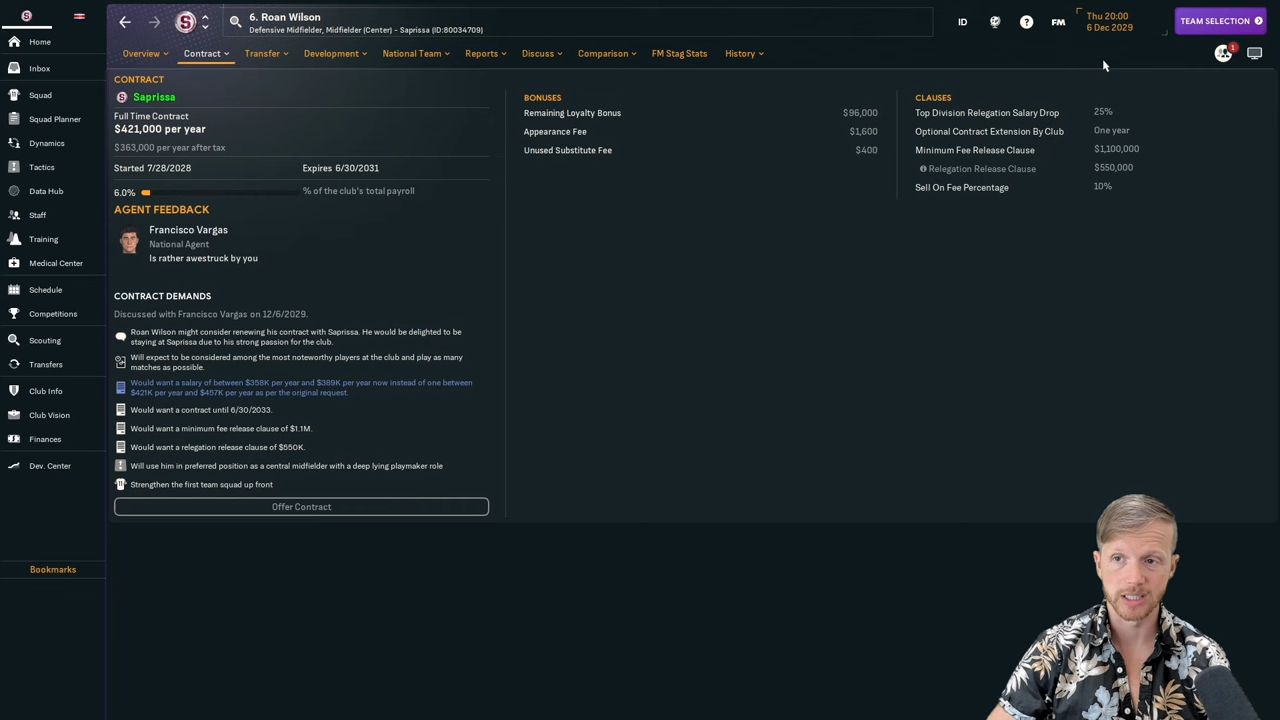 6. Roan Wilson
Defensive Midfielder, Midfielder (Center) - Saprissa (ID:80034709)
ID
?
FM
Thu 20:00
6 Dec 2029
TEAM SELECTION
Overview
Contract
Transfer
Development
National Team
Reports
Discuss
Comparison
FM Stag Stats
History
1
Home
Inbox
Squad
Squad Planner
Dynamics
Tactics
Data Hub
Staff
Training
Medical Center
Schedule
Competitions
Scouting
Transfers
Club Info
Club Vision
Finances
Dev. Center
Bookmarks
CONTRACT
Saprissa
Full Time Contract
$421,000 per year
$363,000 per year after tax
Started 7/28/2028 Expires 6/30/2031
6.0% % of the club's total payroll
AGENT FEEDBACK
Francisco Vargas
National Agent
Is rather awestruck by you
CONTRACT DEMANDS
Discussed with Francisco Vargas on 12/6/2029.
Roan Wilson might consider renewing his contract with Saprissa. He would be delighted to
be staying at Saprissa due to his strong passion for the club.
Will expect to be considered among the most noteworthy players at the club and play as many
matches as possible.
Would want a salary of between $358K per year and $389K per year now instead of one between
$421K per year and $457K per year as per the original request.
Would want a contract until 6/30/2033.
Would want a minimum fee release clause of $1.1M.
Would want a relegation release clause of $550K.
Will use him in preferred position as a central midfielder with a deep lying playmaker role
Strengthen the first team squad up front
Offer Contract
BONUSES
Remaining Loyalty Bonus $96,000
Appearance Fee $1,600
Unused Substitute Fee $400
CLAUSES
Top Division Relegation Salary Drop 25%
Optional Contract Extension By Club One year
Minimum Fee Release Clause $1,100,000
Relegation Release Clause $550,000
Sell On Fee Percentage 10%